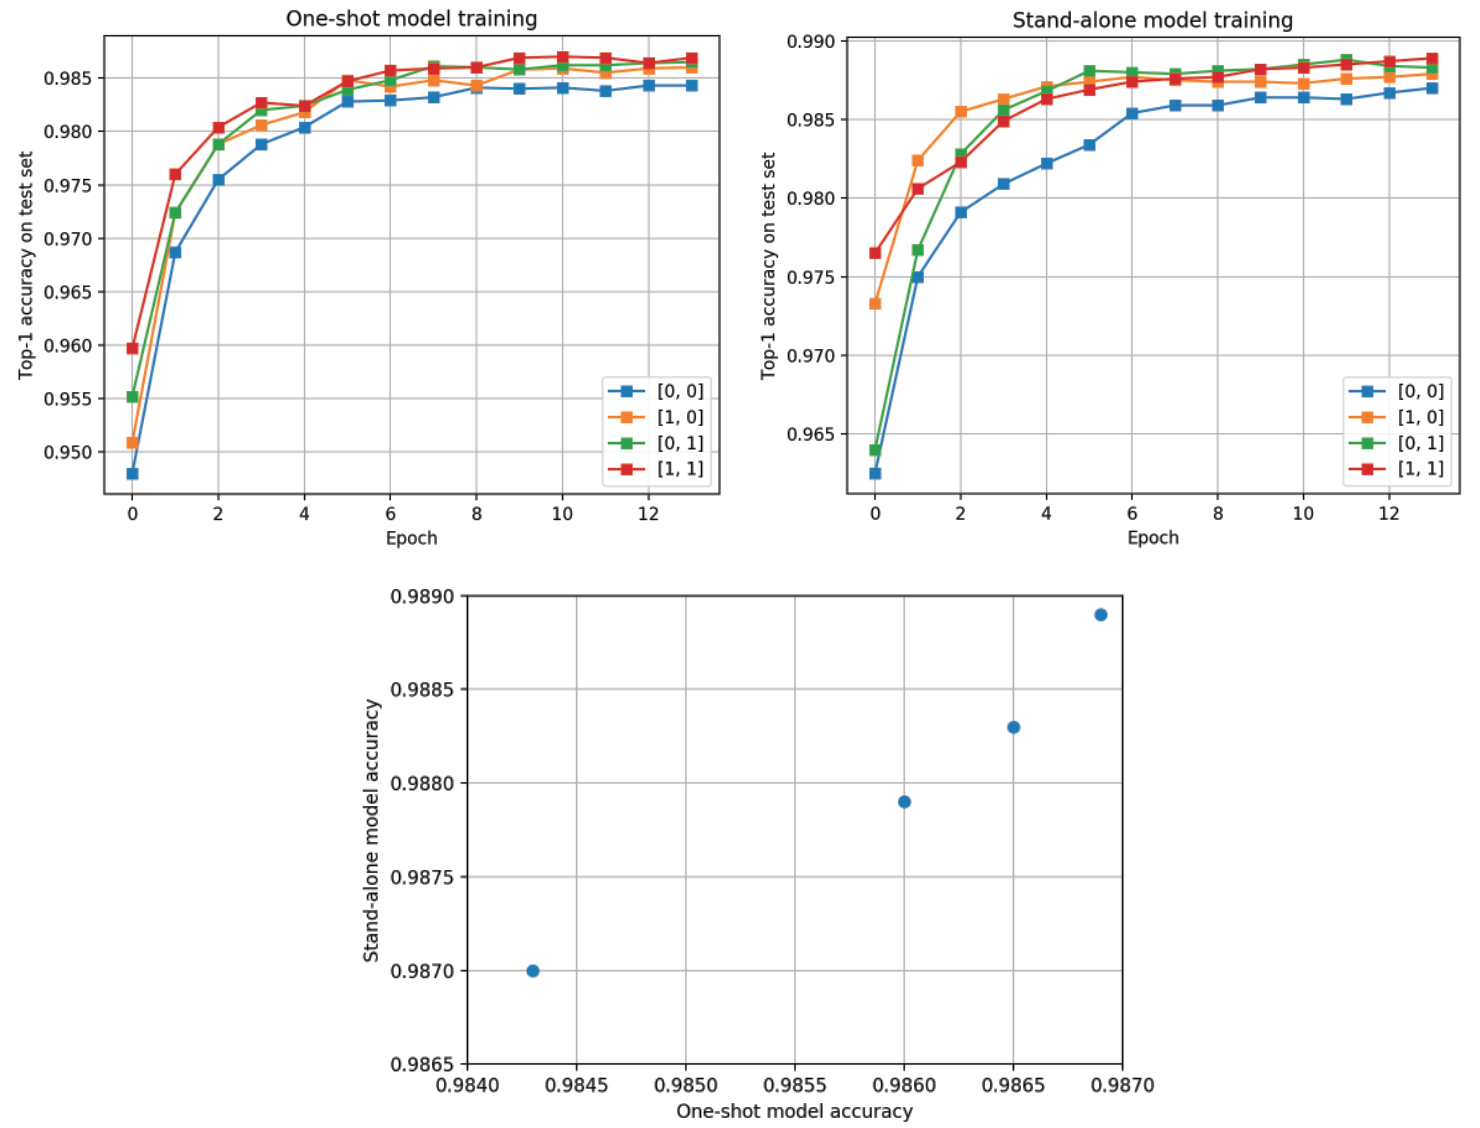 One-shot model training
Top-1 accuracy on test set
0.985
0.980
0.975
0.970
0.965
0.960
0.955
0.950
0 2 4 6 8 10 12
Epoch
[0, 0]
[1, 0]
[0, 1]
[1, 1]
Stand-alone model training
Top-1 accuracy on test set
0.990
0.985
0.980
0.975
0.970
0.965
0 2 4 6 8 10 12
Epoch
[0, 0]
[1, 0]
[0, 1]
[1, 1]
Stand-alone model accuracy
0.9890
0.9885
0.9880
0.9875
0.9870
0.9865
0.9840 0.9845 0.9850 0.9855 0.9860 0.9865 0.9870
One-shot model accuracy